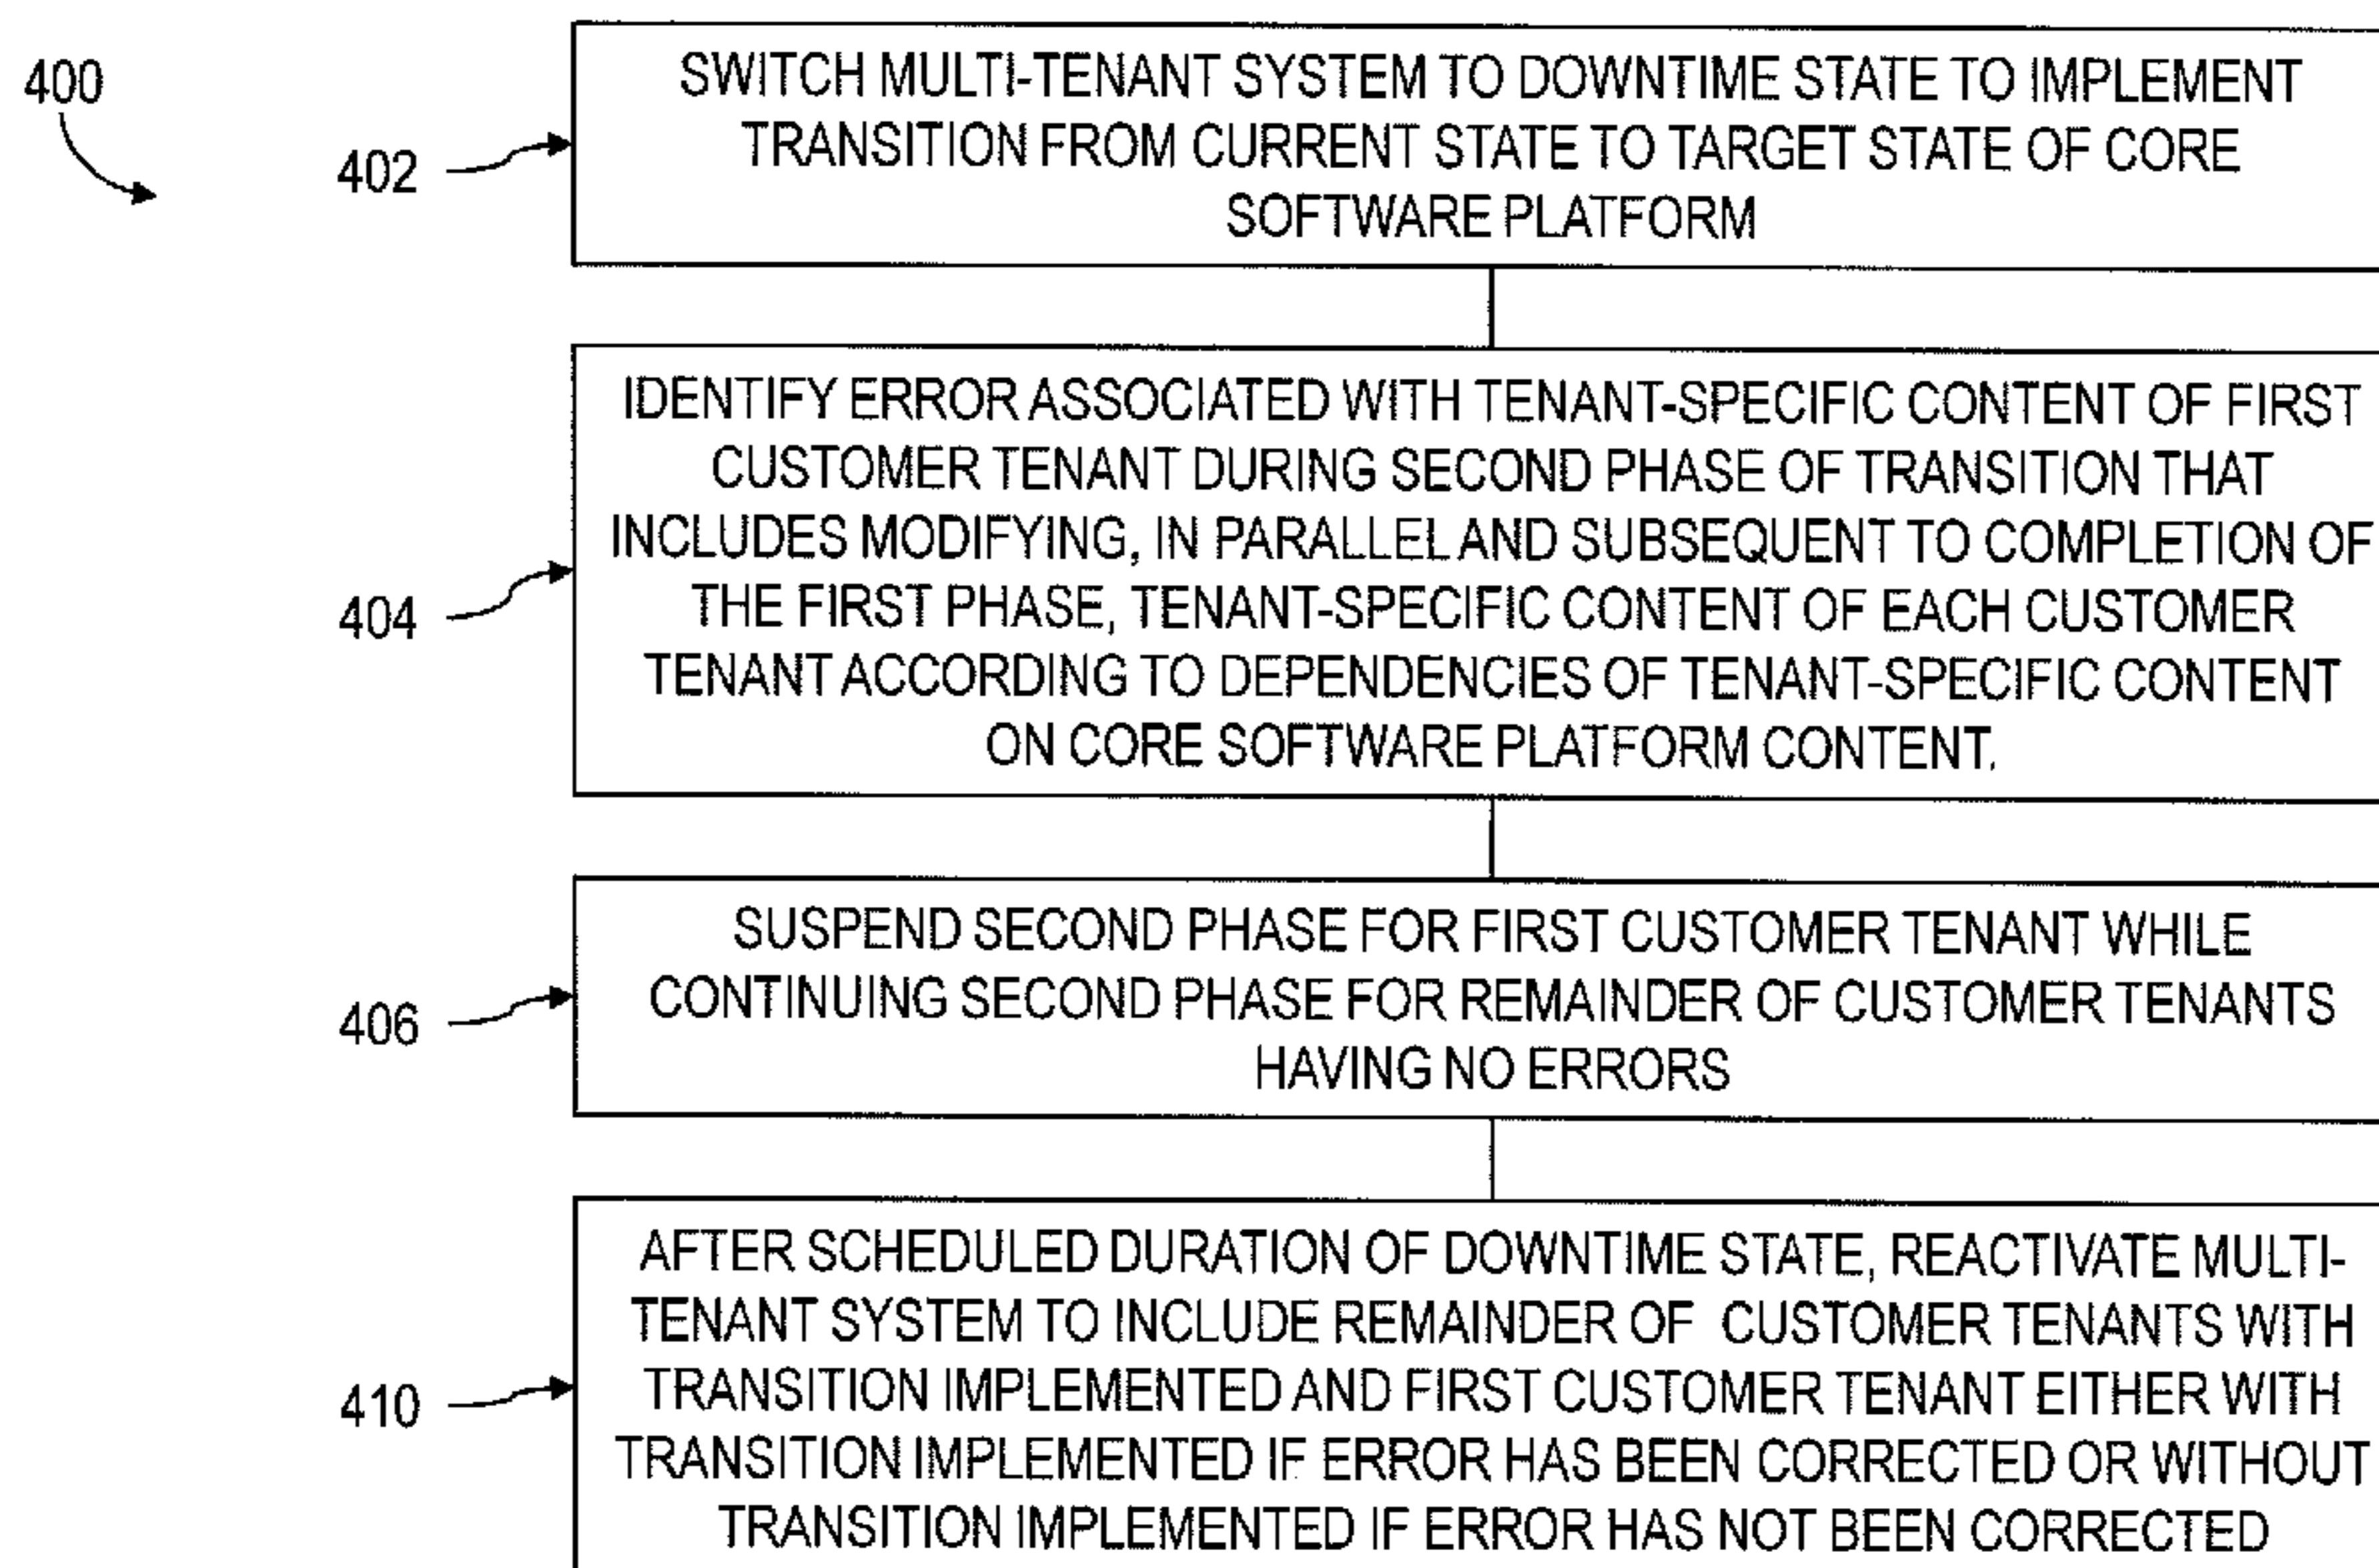 400
402
SWITCH MULTI-TENANT SYSTEM TO DOWNTIME STATE TO IMPLEMENT
TRANSITION FROM CURRENT STATE TO TARGET STATE OF CORE
SOFTWARE PLATFORM
404
IDENTIFY ERROR ASSOCIATED WITH TENANT-SPECIFIC CONTENT OF FIRST
CUSTOMER TENANT DURING SECOND PHASE OF TRANSITION THAT
INCLUDES MODIFYING, IN PARALLEL AND SUBSEQUENT TO COMPLETION OF
THE FIRST PHASE, TENANT-SPECIFIC CONTENT OF EACH CUSTOMER
TENANT ACCORDING TO DEPENDENCIES OF TENANT-SPECIFIC CONTENT
ON CORE SOFTWARE PLATFORM CONTENT.
406
SUSPEND SECOND PHASE FOR FIRST CUSTOMER TENANT WHILE
CONTINUING SECOND PHASE FOR REMAINDER OF CUSTOMER TENANTS
HAVING NO ERRORS
410
AFTER SCHEDULED DURATION OF DOWNTIME STATE, REACTIVATE MULTI-
TENANT SYSTEM TO INCLUDE REMAINDER OF CUSTOMER TENANTS WITH
TRANSITION IMPLEMENTED AND FIRST CUSTOMER TENANT EITHER WITH
TRANSITION IMPLEMENTED IF ERROR HAS BEEN CORRECTED OR WITHOUT
TRANSITION IMPLEMENTED IF ERROR HAS NOT BEEN CORRECTED